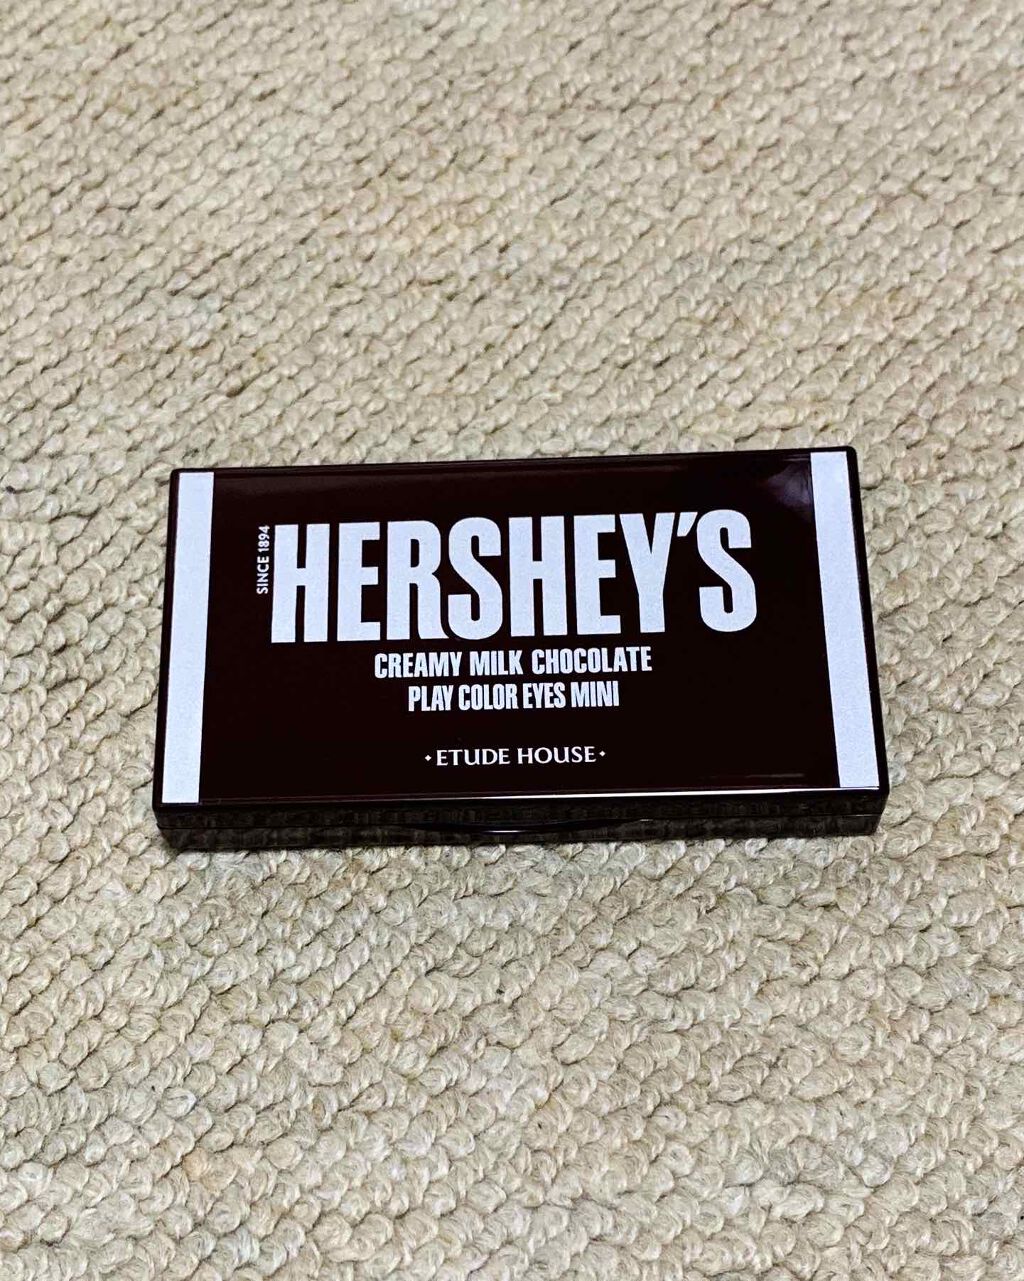 SINCE 1894
HERSHEY'S
CREAMY MILK CHOCOLATE
PLAY COLOR EYES MINI
•ETUDE HOUSE•